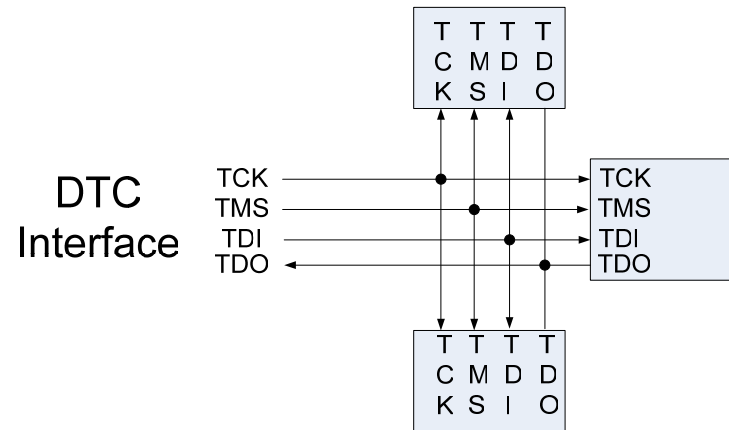 T T T T
C M D D
K S I O
DTC
Interface
TCK
TMS
TDI
TDO
TCK
TMS
TDI
TDO
T T T T
C M D D
K S I O